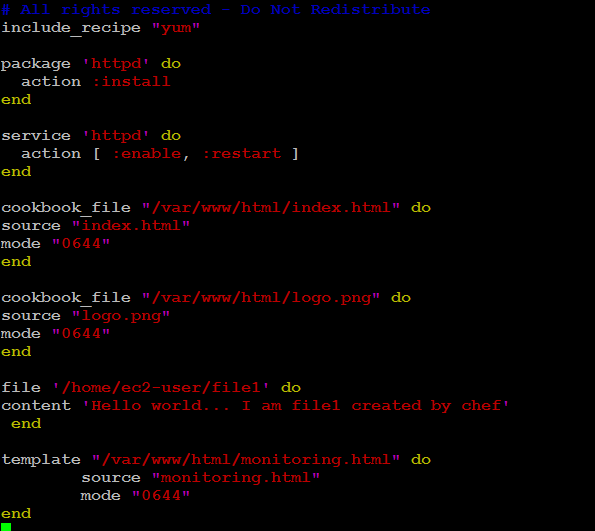 # All rights reserved - Do Not Redistribute
include_recipe "yum"

package 'httpd' do
  action :install
end

service 'httpd' do
  action [ :enable, :restart ]
end

cookbook_file "/var/www/html/index.html" do
source "index.html"
mode "0644"
end

cookbook_file "/var/www/html/logo.png" do
source "logo.png"
mode "0644"
end

file '/home/ec2-user/file1' do
content 'Hello world... I am file1 created by chef'
 end

template "/var/www/html/monitoring.html" do
        source "monitoring.html"
        mode "0644"
end